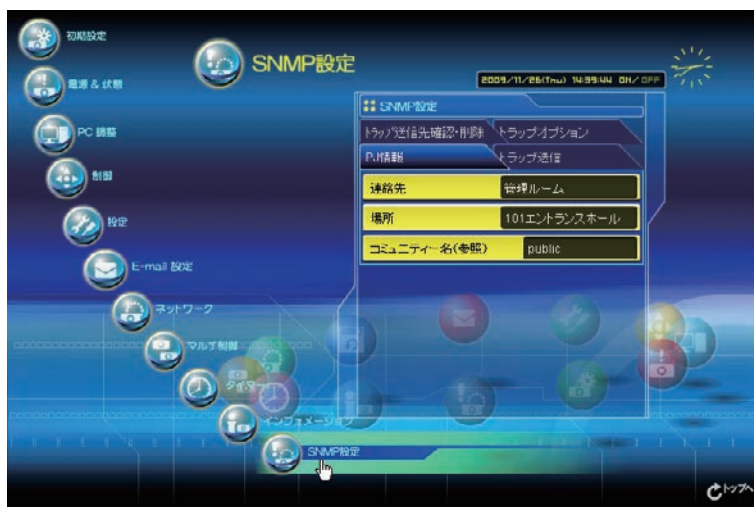 初期設定
電源 & 状態
PC 調整
制御
設定
E-mail 設定
ネットワーク
マルチ制御
タイマー
インフォメーション
SNMP設定
SNMP設定
2009/11/26(Thu) 14:39:44 ON/OFF
SNMP設定
トラップ送信先確認・削除 トラップオプション
PJ情報 トラップ送信
連絡先 管理ルーム
場所 101エントランスホール
コミュニティー名(参照) public
トップへ